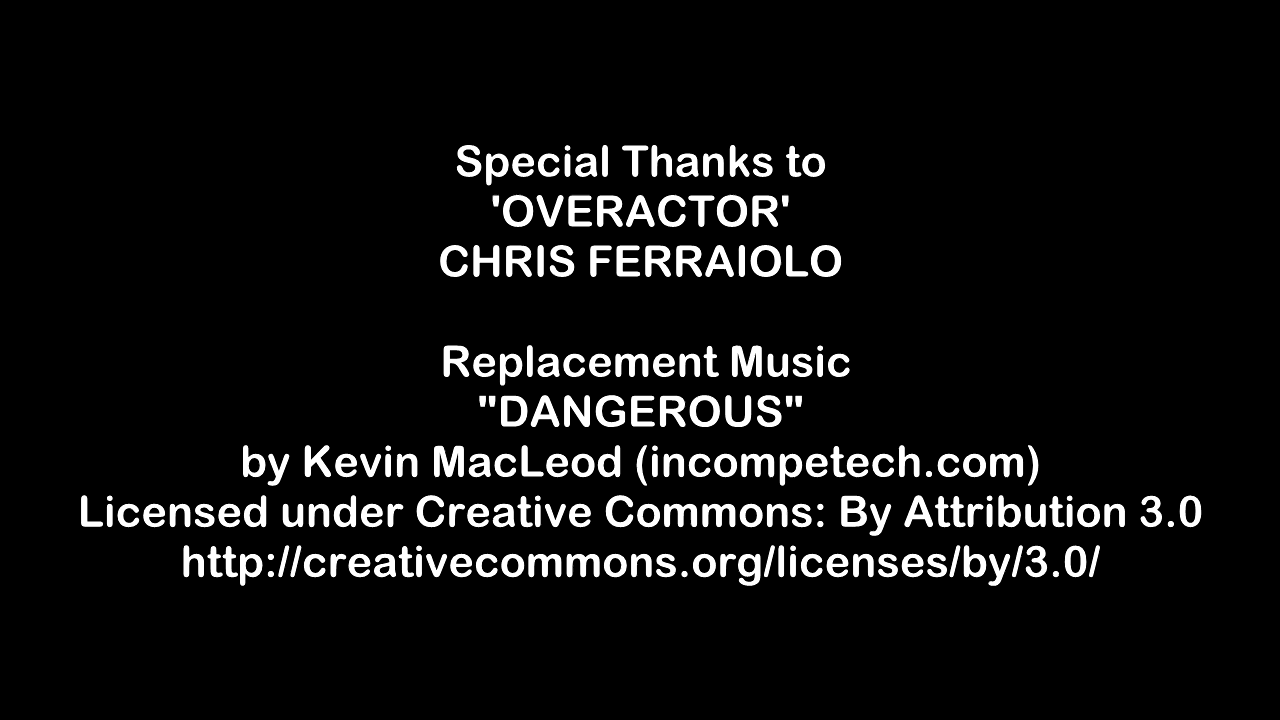 Special Thanks to
'OVERACTOR'
CHRIS FERRAIOLO
Replacement Music
"DANGEROUS"
by Kevin MacLeod (incompetech.com)
Licensed under Creative Commons: By Attribution 3.0
http://creativecommons.org/licenses/by/3.0/